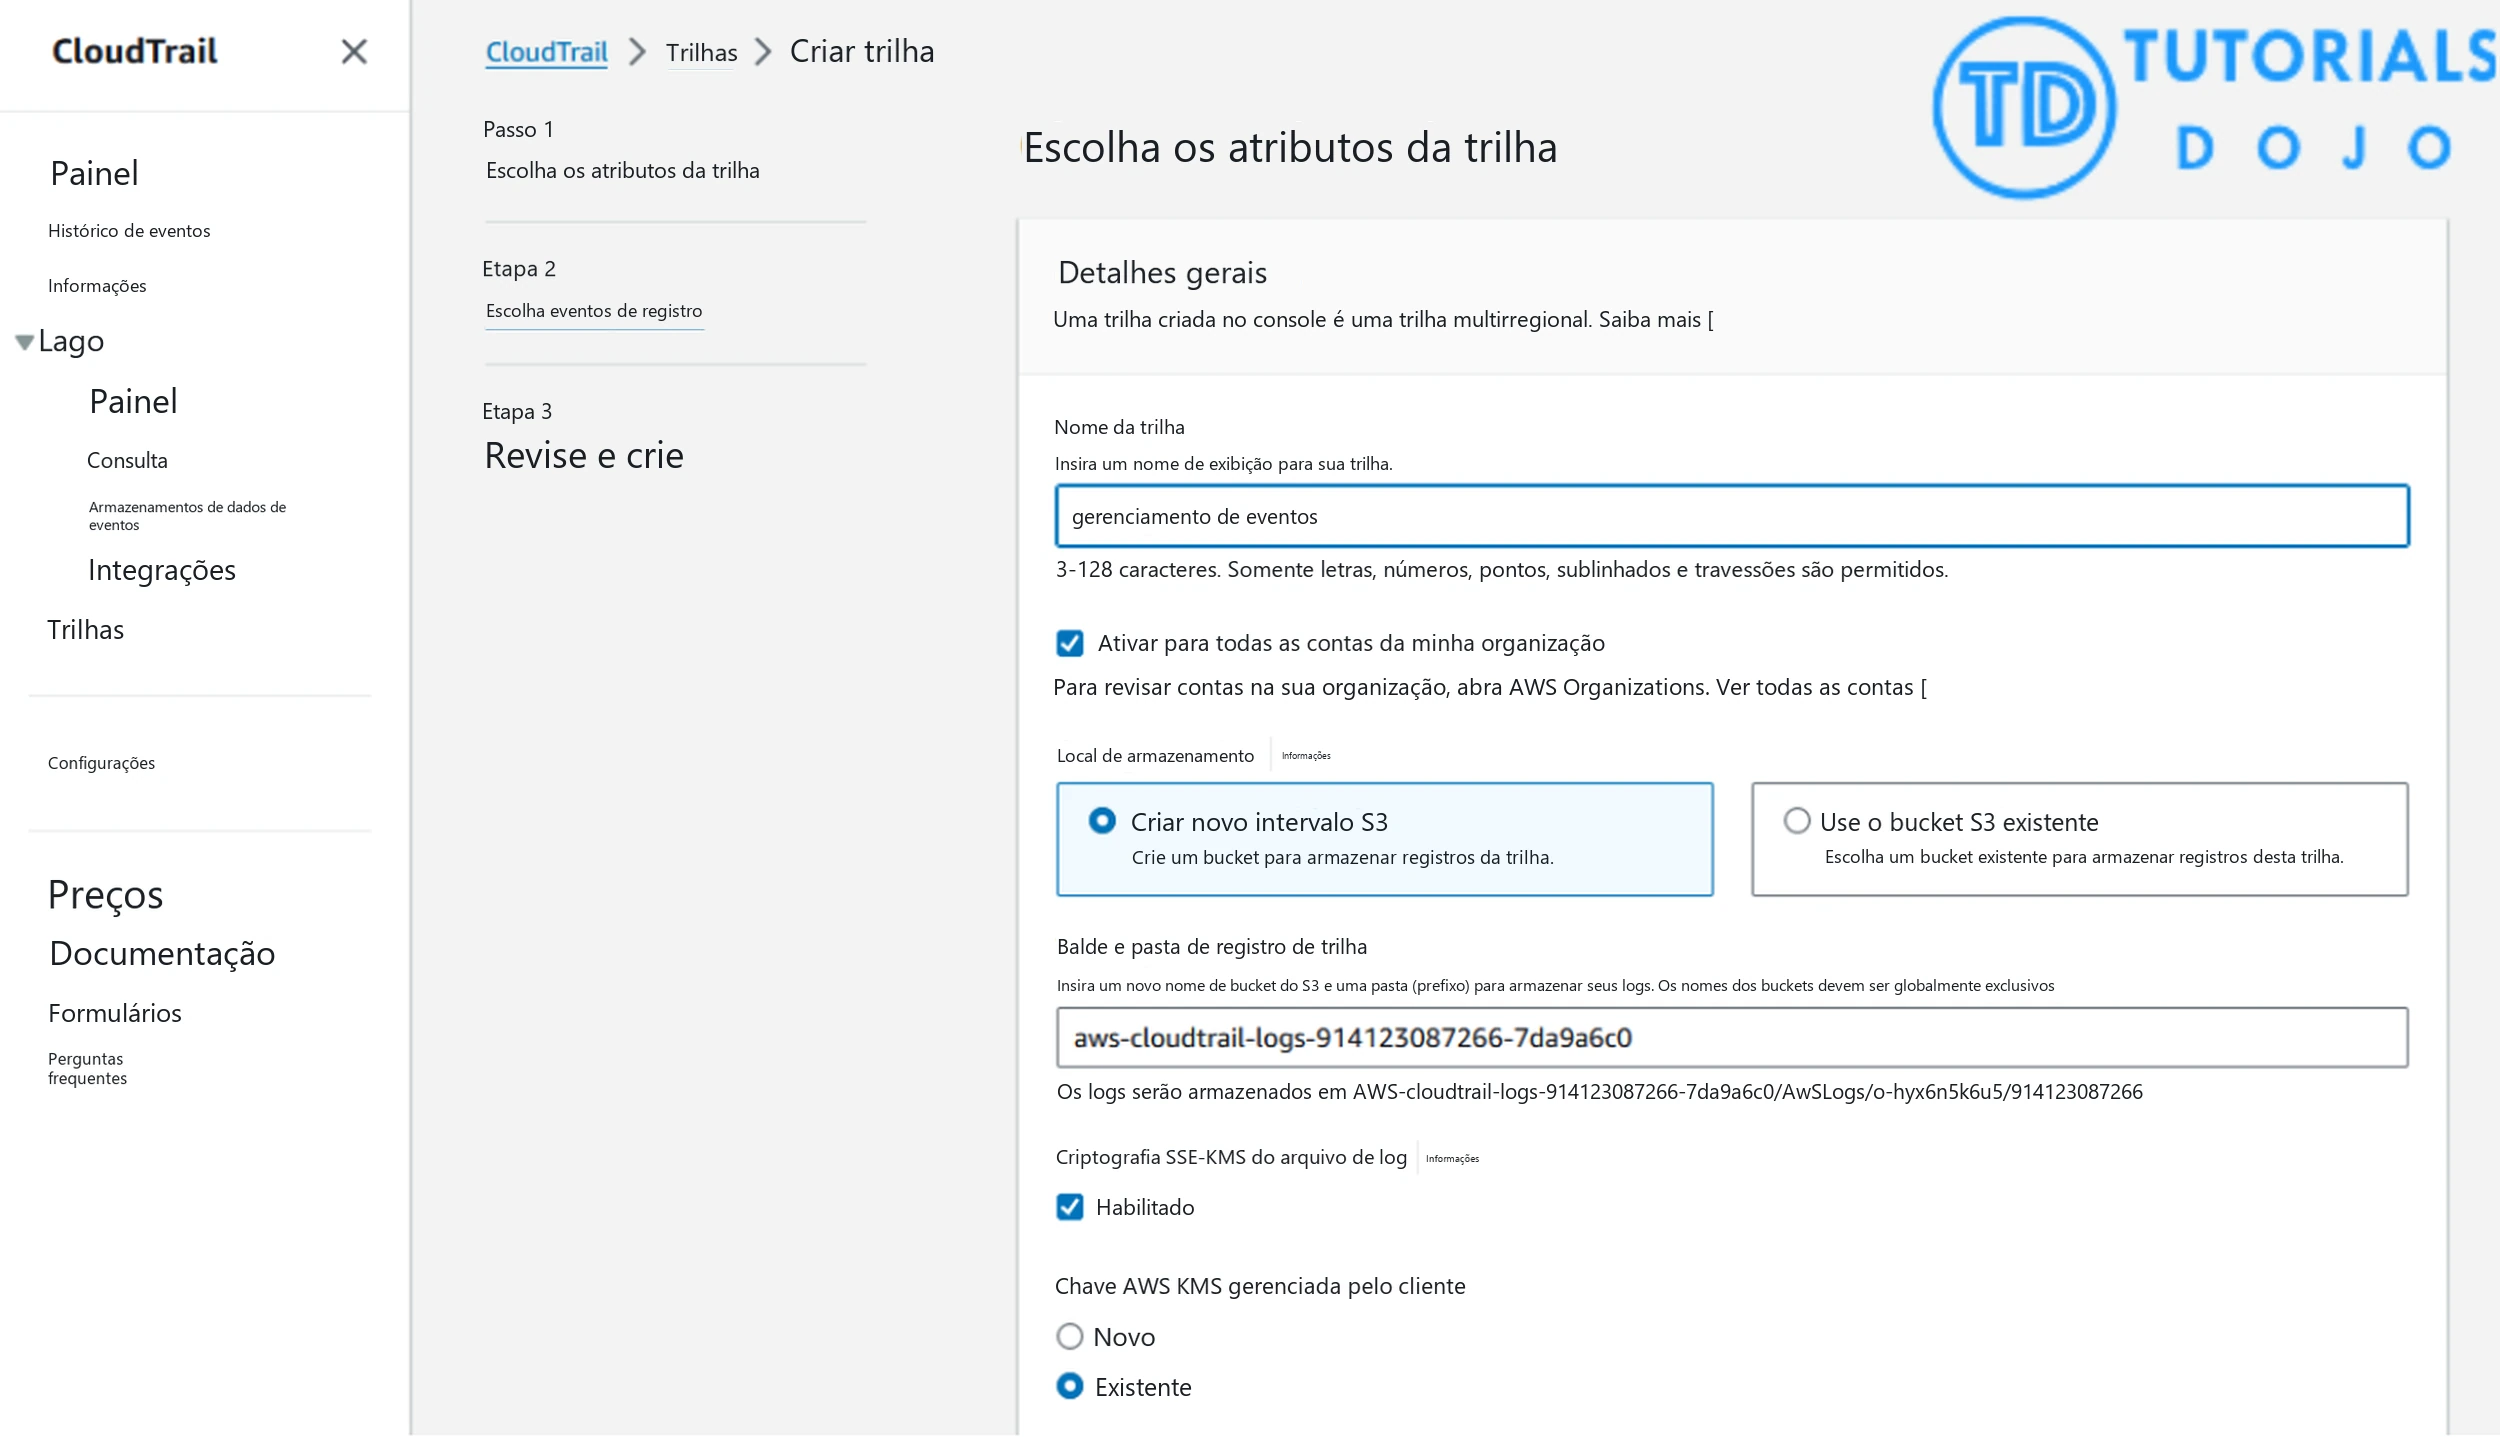 CloudTrail
Painel
Histórico de eventos
Informações
Lago
Painel
Consulta
Armazenamentos de dados de
eventos
Integrações
Trilhas
Configurações
Preços
Documentação
Formulários
Perguntas
frequentes
CloudTrail > Trilhas > Criar trilha
Passo 1
Escolha os atributos da trilha
Etapa 2
Escolha eventos de registro
Etapa 3
Revise e crie
TD TUTORIALS
DOJO
Escolha os atributos da trilha
Detalhes gerais
Uma trilha criada no console é uma trilha multirregional. Saiba mais [
Nome da trilha
Insira um nome de exibição para sua trilha.
gerenciamento de eventos
3-128 caracteres. Somente letras, números, pontos, sublinhados e travessões são permitidos.
Ativar para todas as contas da minha organização
Para revisar contas na sua organização, abra AWS Organizations. Ver todas as contas [
Local de armazenamento Informações
Criar novo intervalo S3
Crie um bucket para armazenar registros da trilha.
Use o bucket S3 existente
Escolha um bucket existente para armazenar registros desta trilha.
Balde e pasta de registro de trilha
Insira um novo nome de bucket do S3 e uma pasta (prefixo) para armazenar seus logs. Os nomes dos buckets devem ser globalmente exclusivos
aws-cloudtrail-logs-914123087266-7da9a6c0
Os logs serão armazenados em AWS-cloudtrail-logs-914123087266-7da9a6c0/AwSLogs/o-hyx6n5k6u5/914123087266
Criptografia SSE-KMS do arquivo de log Informações
Habilitado
Chave AWS KMS gerenciada pelo cliente
Novo
Existente